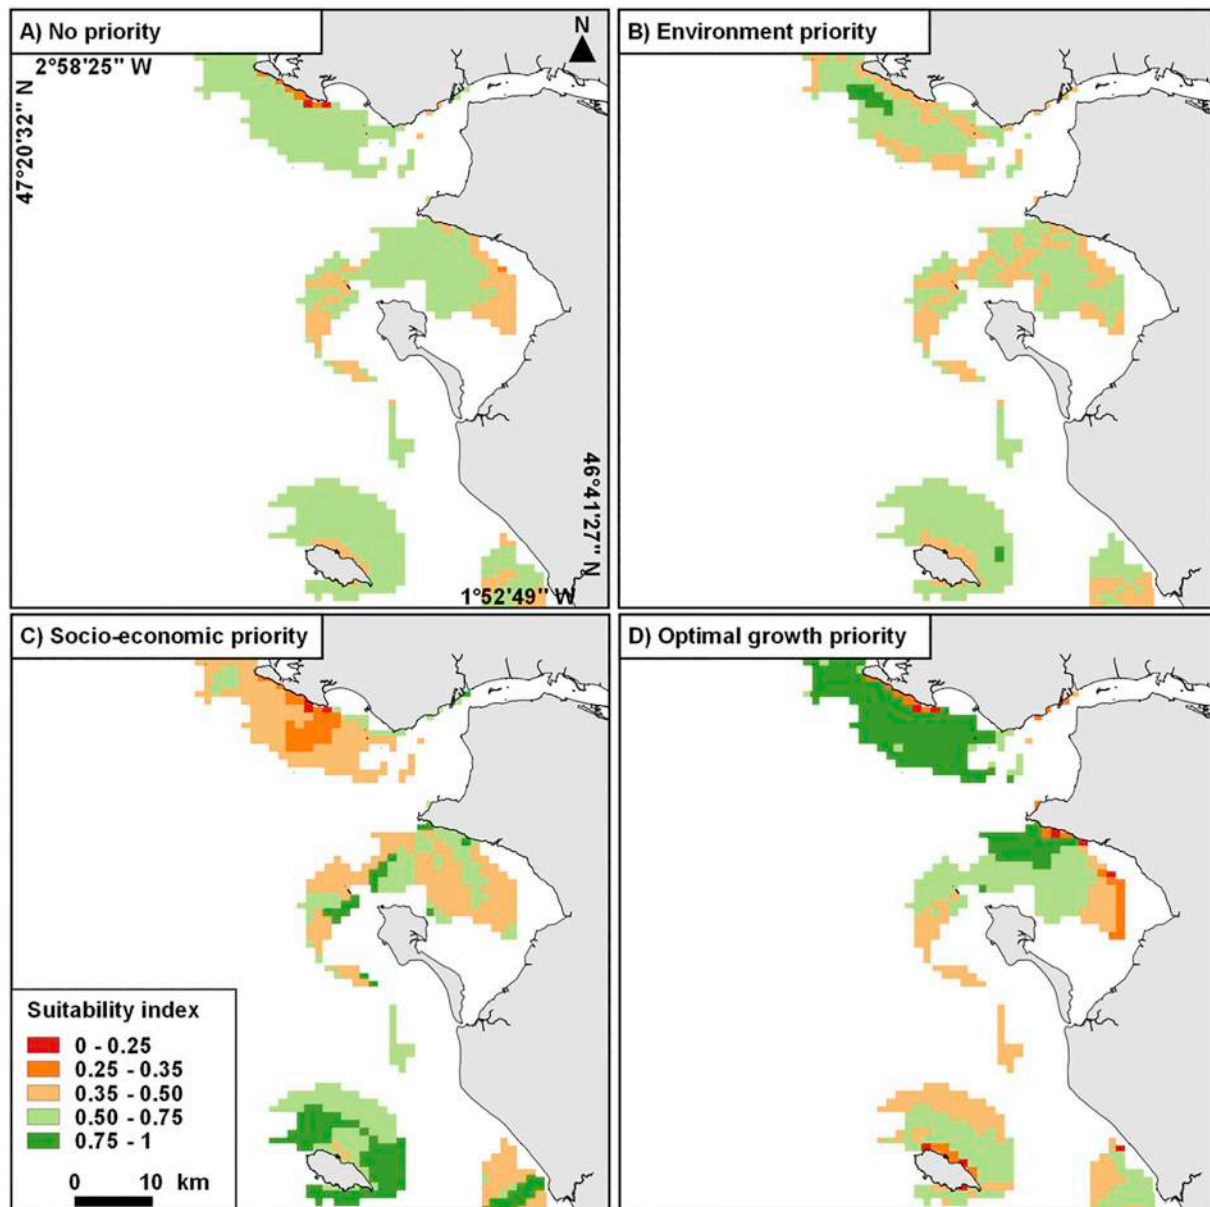 A) No priority
N
2°58'25" W
47°20'32" N
46°41'27" N
1°52'49" W
B) Environment priority
C) Socio-economic priority
Suitability index
0 - 0.25
0.25 - 0.35
0.35 - 0.50
0.50 - 0.75
0.75 - 1
0 10 km
D) Optimal growth priority